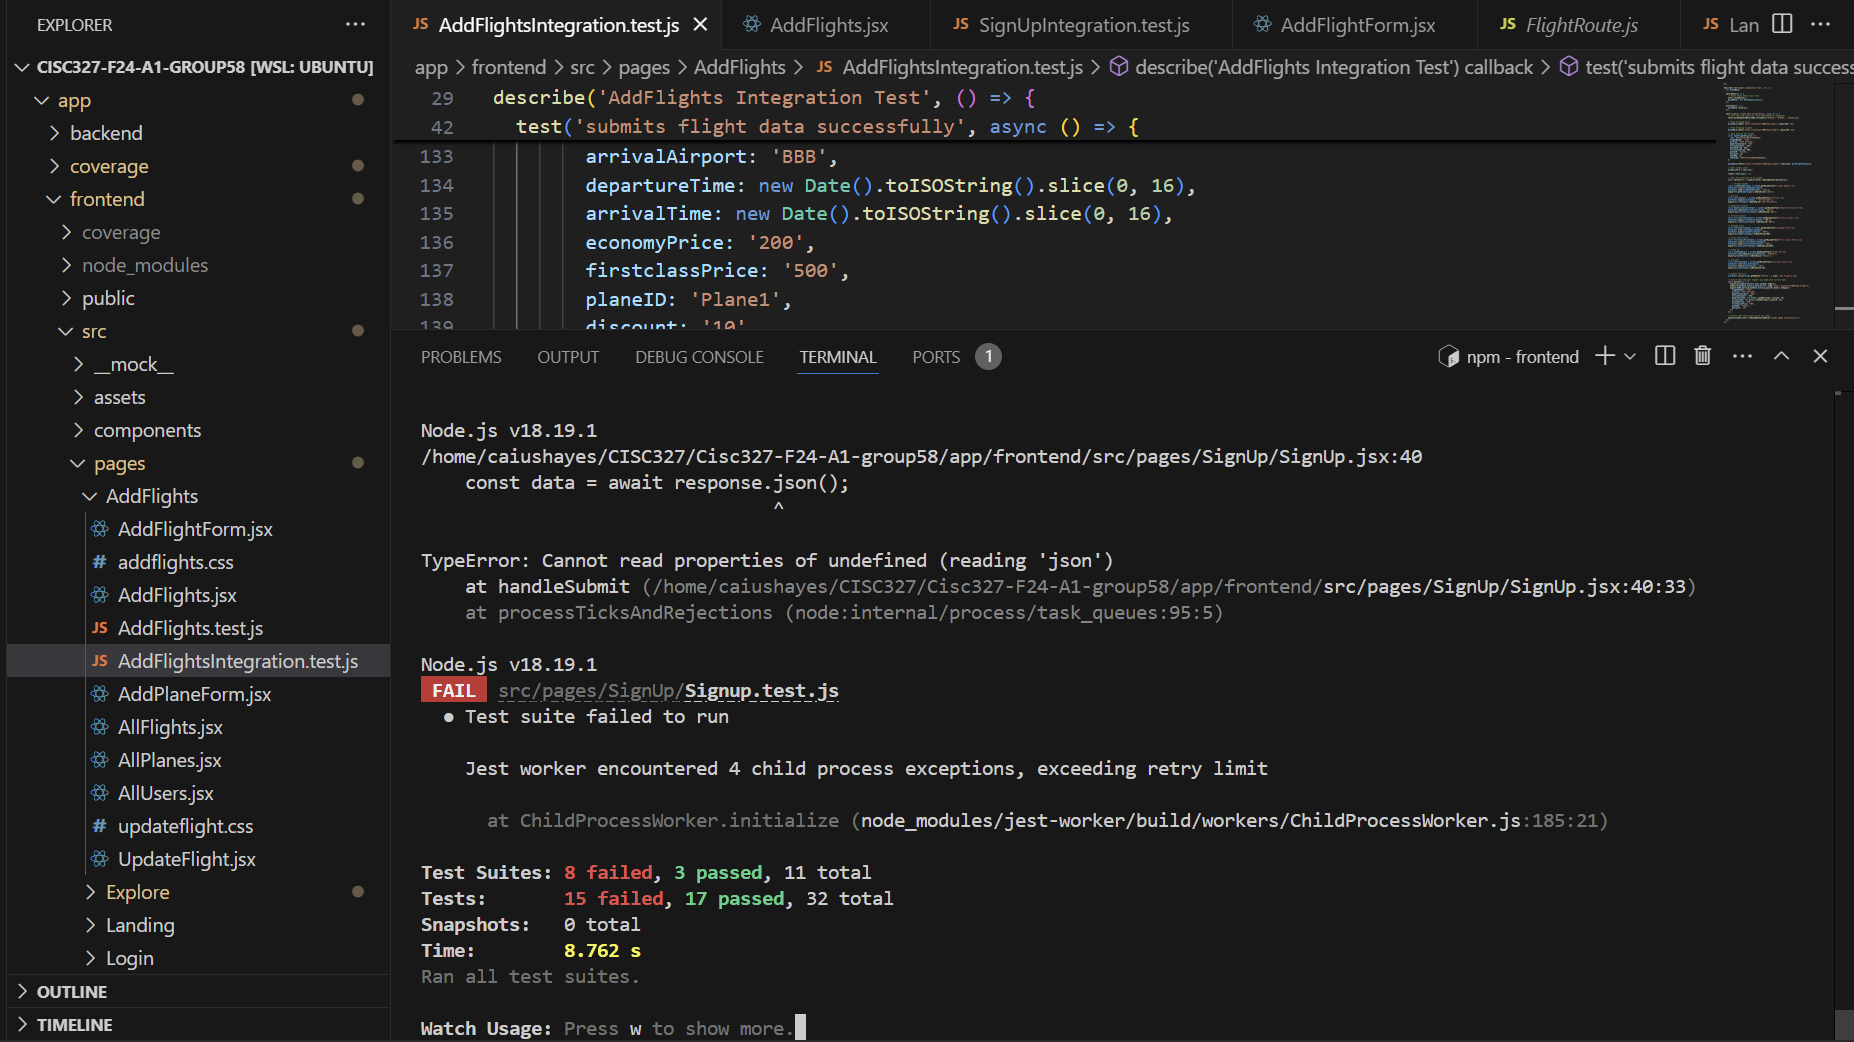 EXPLORER
CISC327-F24-A1-GROUP58 [WSL: UBUNTU]
app
backend
coverage
frontend
coverage
node_modules
public
src
__mock__
assets
components
pages
AddFlights
AddFlightForm.jsx
# addflights.css
AddFlights.jsx
JS AddFlights.test.js
JS AddFlightsIntegration.test.js
AddPlaneForm.jsx
AllFlights.jsx
AllPlanes.jsx
AllUsers.jsx
# updateflight.css
UpdateFlight.jsx
Explore
Landing
Login
OUTLINE
TIMELINE
JS AddFlightsIntegration.test.js
AddFlights.jsx
JS SignUpIntegration.test.js
AddFlightForm.jsx
JS FlightRoute.js
JS Lan
app > frontend > src > pages > AddFlights > JS AddFlightsIntegration.test.js > describe('AddFlights Integration Test') callback > test('submits flight data success
29 describe('AddFlights Integration Test', () => {
42 test('submits flight data successfully', async () => {
133 arrivalAirport: 'BBB',
134 departureTime: new Date().toISOString().slice(0, 16),
135 arrivalTime: new Date().toISOString().slice(0, 16),
136 economyPrice: '200',
137 firstclassPrice: '500',
138 planeID: 'Plane1',
139 discount: '10'
PROBLEMS OUTPUT DEBUG CONSOLE TERMINAL PORTS 1
npm - frontend
Node.js v18.19.1
/home/caiushayes/CISC327/Cisc327-F24-A1-group58/app/frontend/src/pages/SignUp/SignUp.jsx:40
const data = await response.json();
^
TypeError: Cannot read properties of undefined (reading 'json')
at handleSubmit (/home/caiushayes/CISC327/Cisc327-F24-A1-group58/app/frontend/src/pages/SignUp/SignUp.jsx:40:33)
at processTicksAndRejections (node:internal/process/task_queues:95:5)
Node.js v18.19.1
FAIL src/pages/SignUp/Signup.test.js
● Test suite failed to run
Jest worker encountered 4 child process exceptions, exceeding retry limit
at ChildProcessWorker.initialize (node_modules/jest-worker/build/workers/ChildProcessWorker.js:185:21)
Test Suites: 8 failed, 3 passed, 11 total
Tests: 15 failed, 17 passed, 32 total
Snapshots: 0 total
Time: 8.762 s
Ran all test suites.
Watch Usage: Press w to show more.